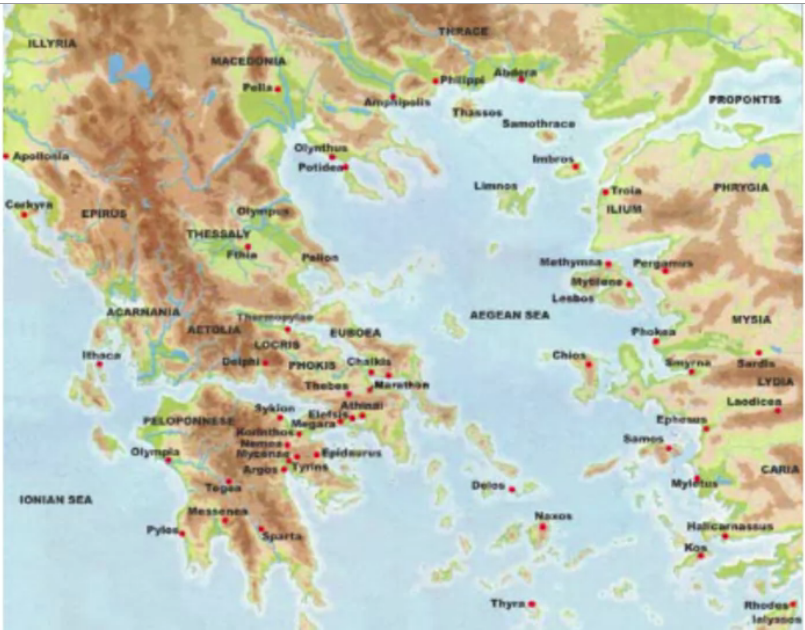 THRACE
ILLYRIA
MACEDONIA
Pella
Philippi
Abdera
Amphipolis
PROPONTIS
Thassos
Samothrace
Olynthus
Apollonia
Potidea
Imbros
Limnos
Troia
PHRYGIA
Corkyra
EPIRUS
Olympus
ILIUM
THESSALY
Fthia
Pelion
Methymna
Pergamus
Mytilene
Lesbos
ACARNANIA
Thermopylae
AEGEAN SEA
MYSIA
AETOLIA
EUBOEA
Phokea
LOCRIS
Ithaca
Delphi
PHOKIS
Chalkis
Chios
Smyrna
Sardis
Thebes
Marathon
LYDIA
Laodicea
Athinai
Sykion
Elefsis
PELOPONNESE
Megara
Ephesus
Korinthos
Nemea
Samos
Olympia
Mycenae
Epidaurus
Argos
Tyrins
CARIA
Tegea
Delos
Myletus
IONIAN SEA
Messenea
Naxos
Pylos
Sparta
Halicarnassus
Kos
Thyra
Rhodes
Ialyssos